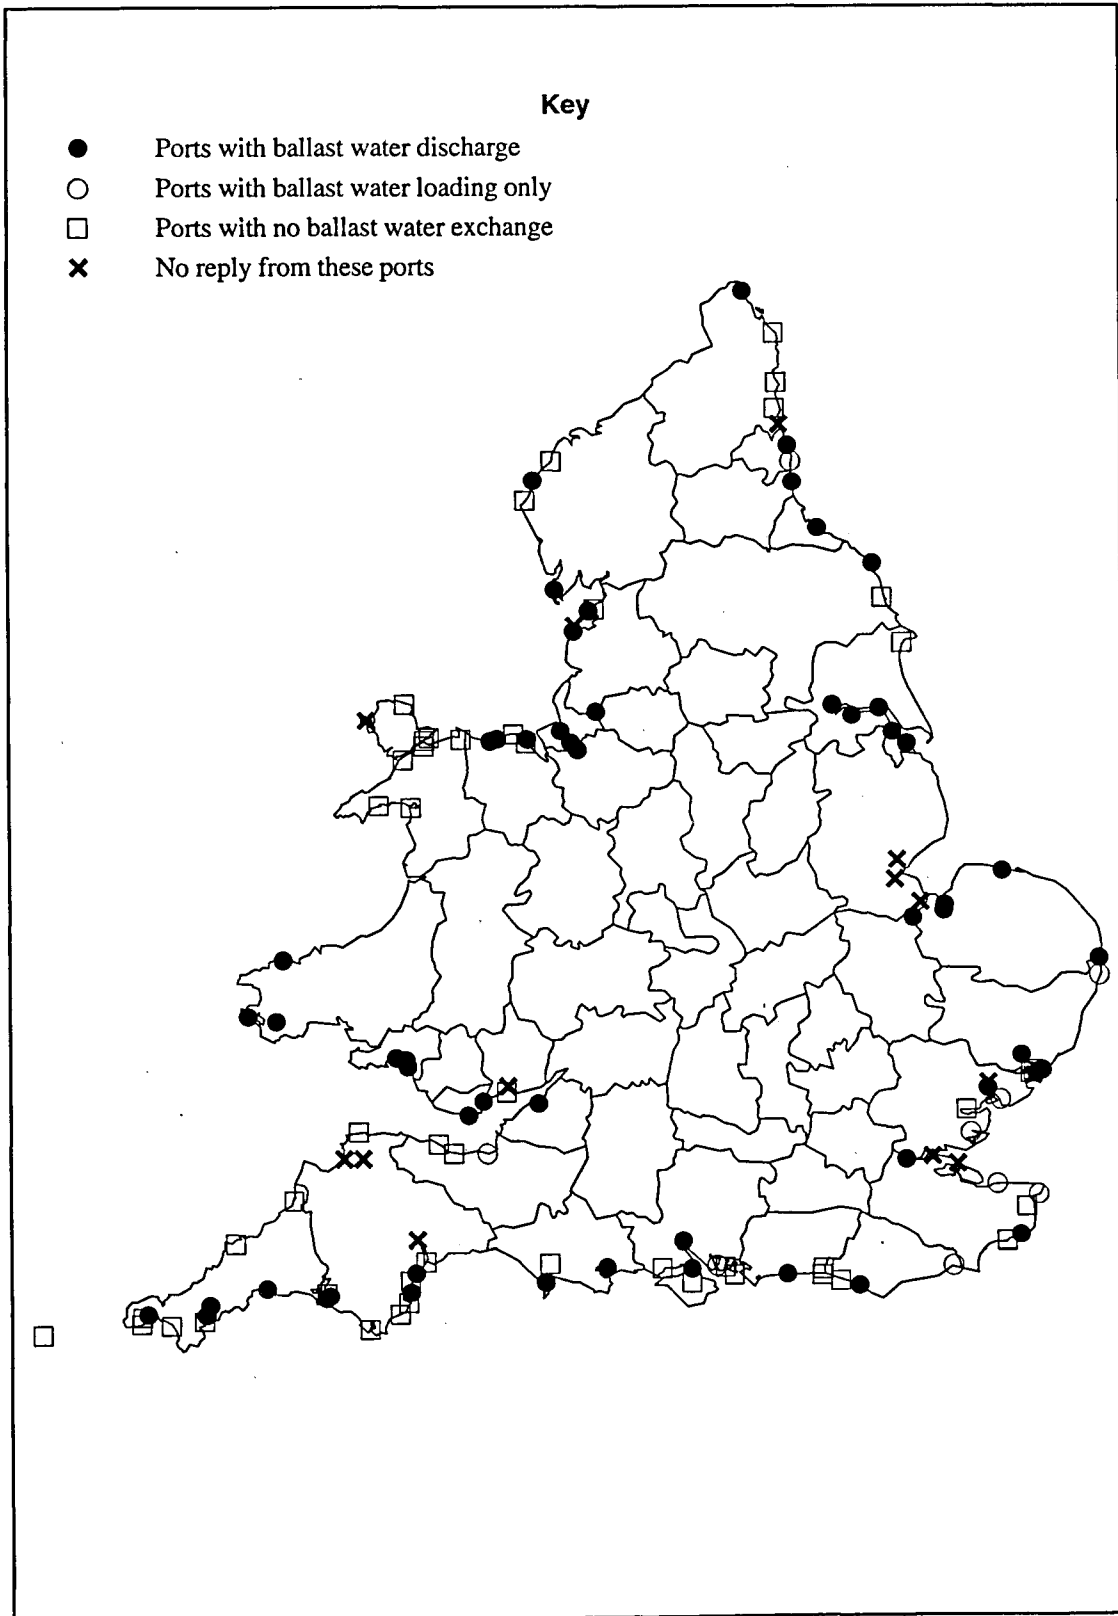 Key
Ports with ballast water discharge
Ports with ballast water loading only
Ports with no ballast water exchange
No reply from these ports